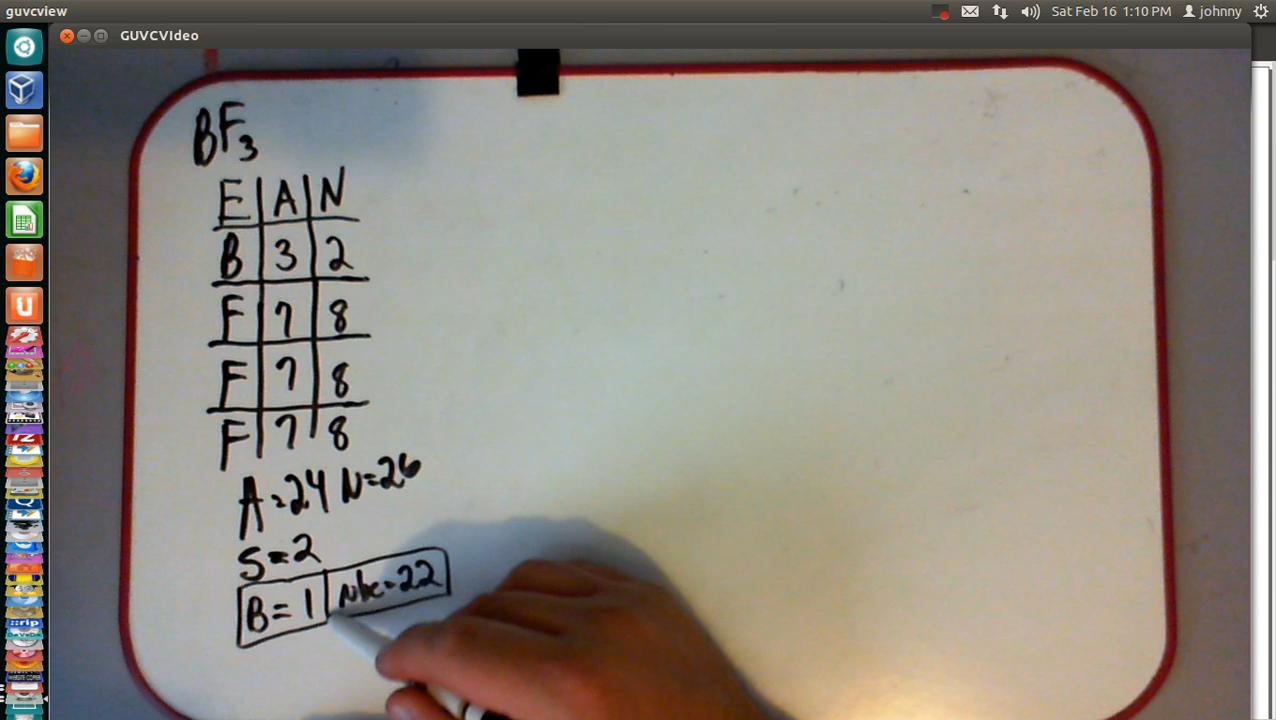 guvcview
Sat Feb 16 1:10 PM johnny
GUVCVIdeo
BF3
E A N
B 3 2
F 7 8
F 7 8
F 7 8
A=24 N=26
S=2
B=1 Nbe=22